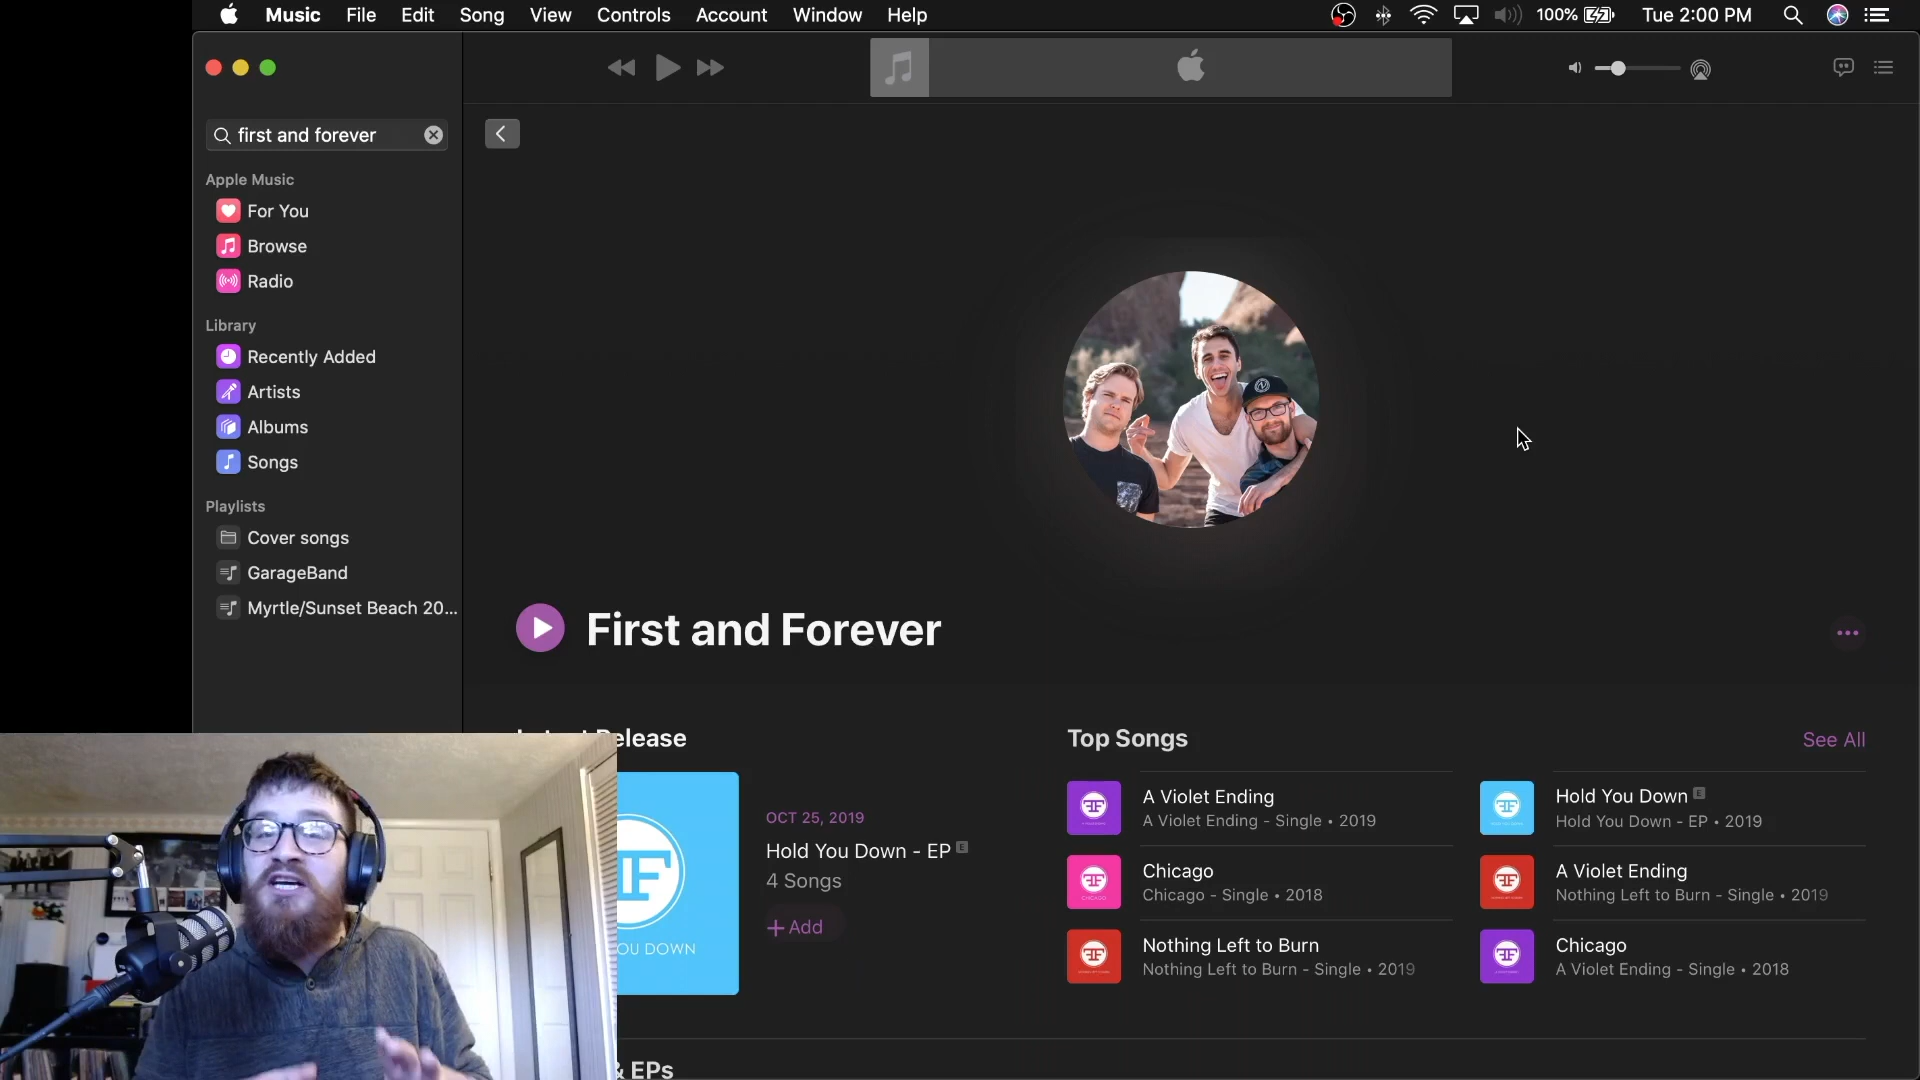 Music File Edit Song View Controls Account Window Help 100% Tue 2:00 PM
first and forever
Apple Music
For You
Browse
Radio
Library
Recently Added
Artists
Albums
Songs
Playlists
Cover songs
GarageBand
Myrtle/Sunset Beach 20...
First and Forever
Release
OCT 25, 2019
Hold You Down - EP E
4 Songs
+ Add
OU DOWN
Top Songs
See All
A Violet Ending
A Violet Ending - Single • 2019
Hold You Down E
Hold You Down - EP • 2019
Chicago
Chicago - Single • 2018
A Violet Ending
Nothing Left to Burn - Single • 2019
Nothing Left to Burn
Nothing Left to Burn - Single • 2019
Chicago
A Violet Ending - Single • 2018
& EPs